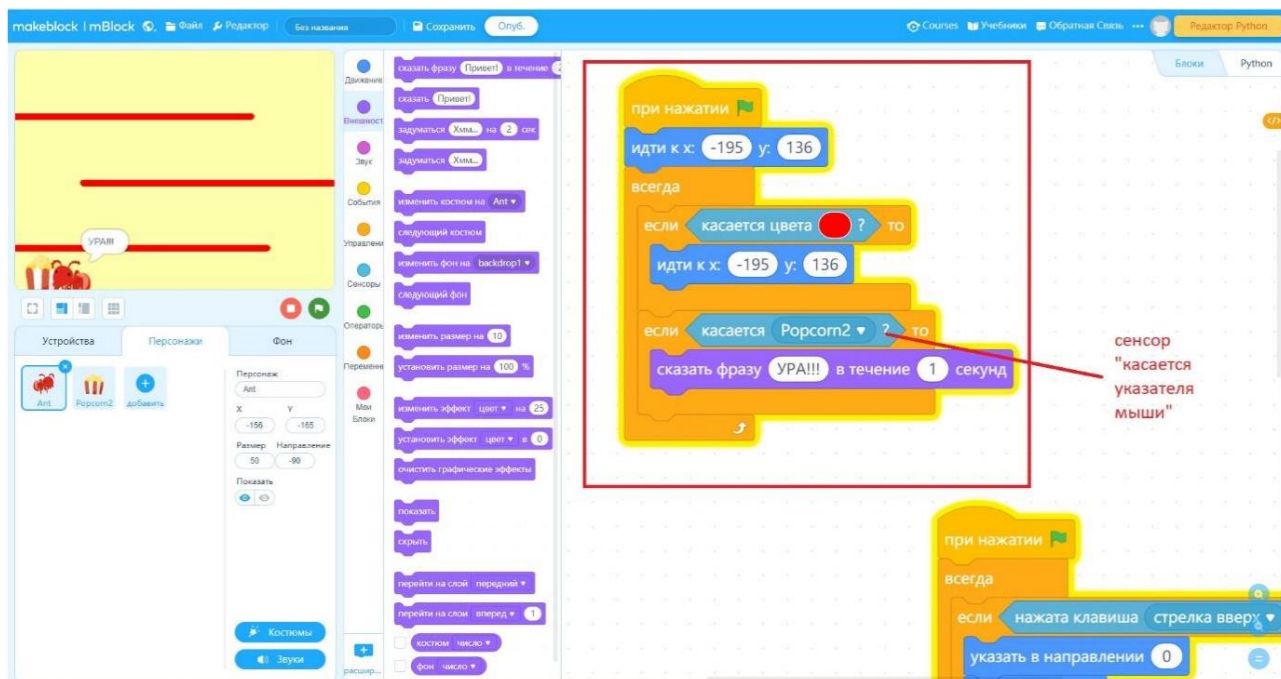 makeblock | mBlock
Файл
Редактор
Без названия
Сохранить
Опуб.
Courses
Учебники
Обратная Связь
Редактор Python
УРА!!!
Устройства
Персонажи
Фон
Ant
Popcorn2
добавить
Персонаж
Ant
X
Y
-156
-165
Размер
Направление
50
-90
Показать
Костюмы
Звуки
Движение
Внешност
Звук
События
Управлени
Сенсоры
Операторь
Переменн
Мои
Блоки
расшир...
сказать фразу Привет! в течение
сказать Привет!
задуматься Хмм... на 2 сек
задуматься Хмм...
изменить костюм на Ant
следующий костюм
изменить фон на backdrop1
следующий фон
изменить размер на 10
установить размер на 100 %
изменить эффект цвет на 25
установить эффект цвет в 0
очистить графические эффекты
показать
скрыть
перейти на слой передний
перейти на слои вперед 1
костюм число
фон число
Блоки
Python
</>
при нажатии
идти к x: -195 y: 136
всегда
если касается цвета ? то
идти к x: -195 y: 136
если касается Popcorn2 ? то
сказать фразу УРА!!! в течение 1 секунд
сенсор
"касается
указателя
мыши"
при нажатии
всегда
если нажата клавиша стрелка вверх
указать в направлении 0